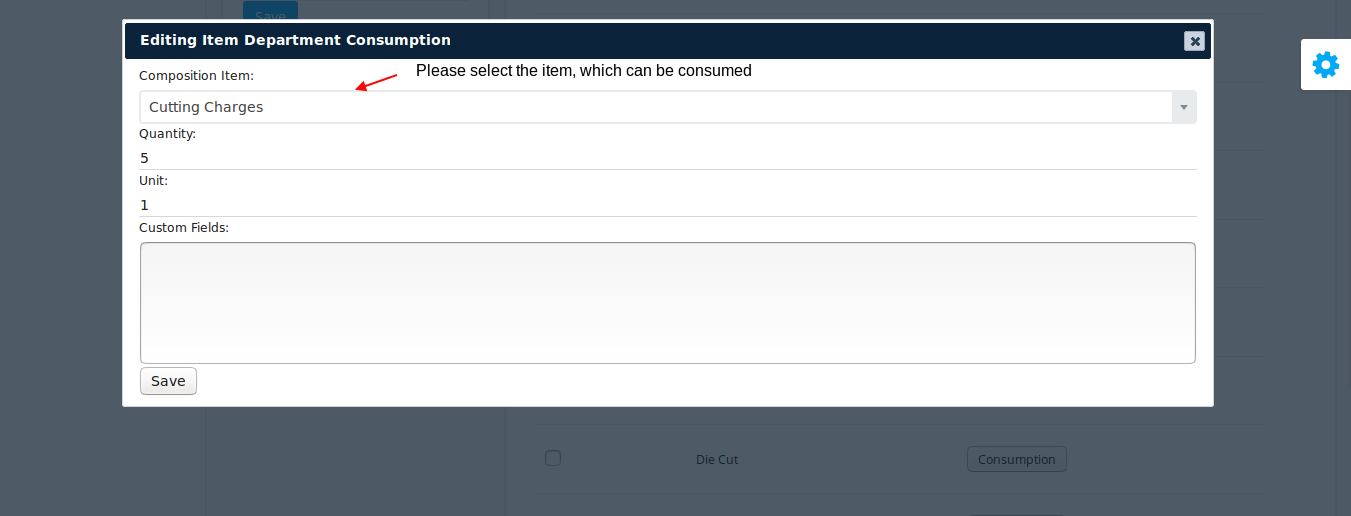 Save
Editing Item Department Consumption
Composition Item:
Please select the item, which can be consumed
Cutting Charges
Quantity:
5
Unit:
1
Custom Fields:
Save
Die Cut
Consumption